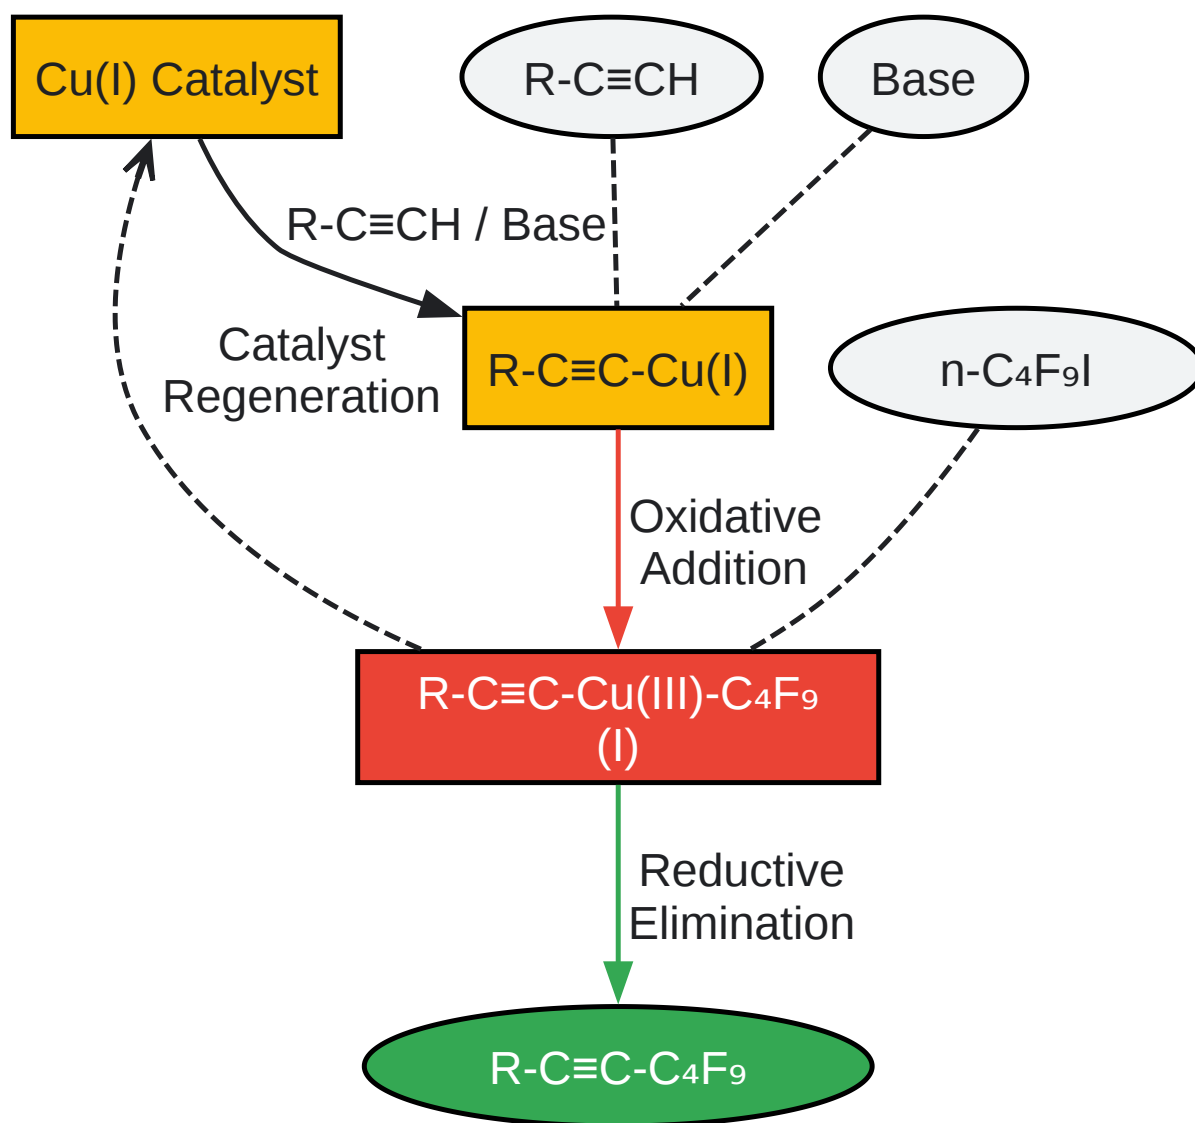 Cu(I) Catalyst
R-C≡CH
Base
R-C≡CH / Base
Catalyst
Regeneration
R-C≡C-Cu(I)
n-C₄F₉I
Oxidative
Addition
R-C≡C-Cu(III)-C₄F₉
(I)
Reductive
Elimination
R-C≡C-C₄F₉